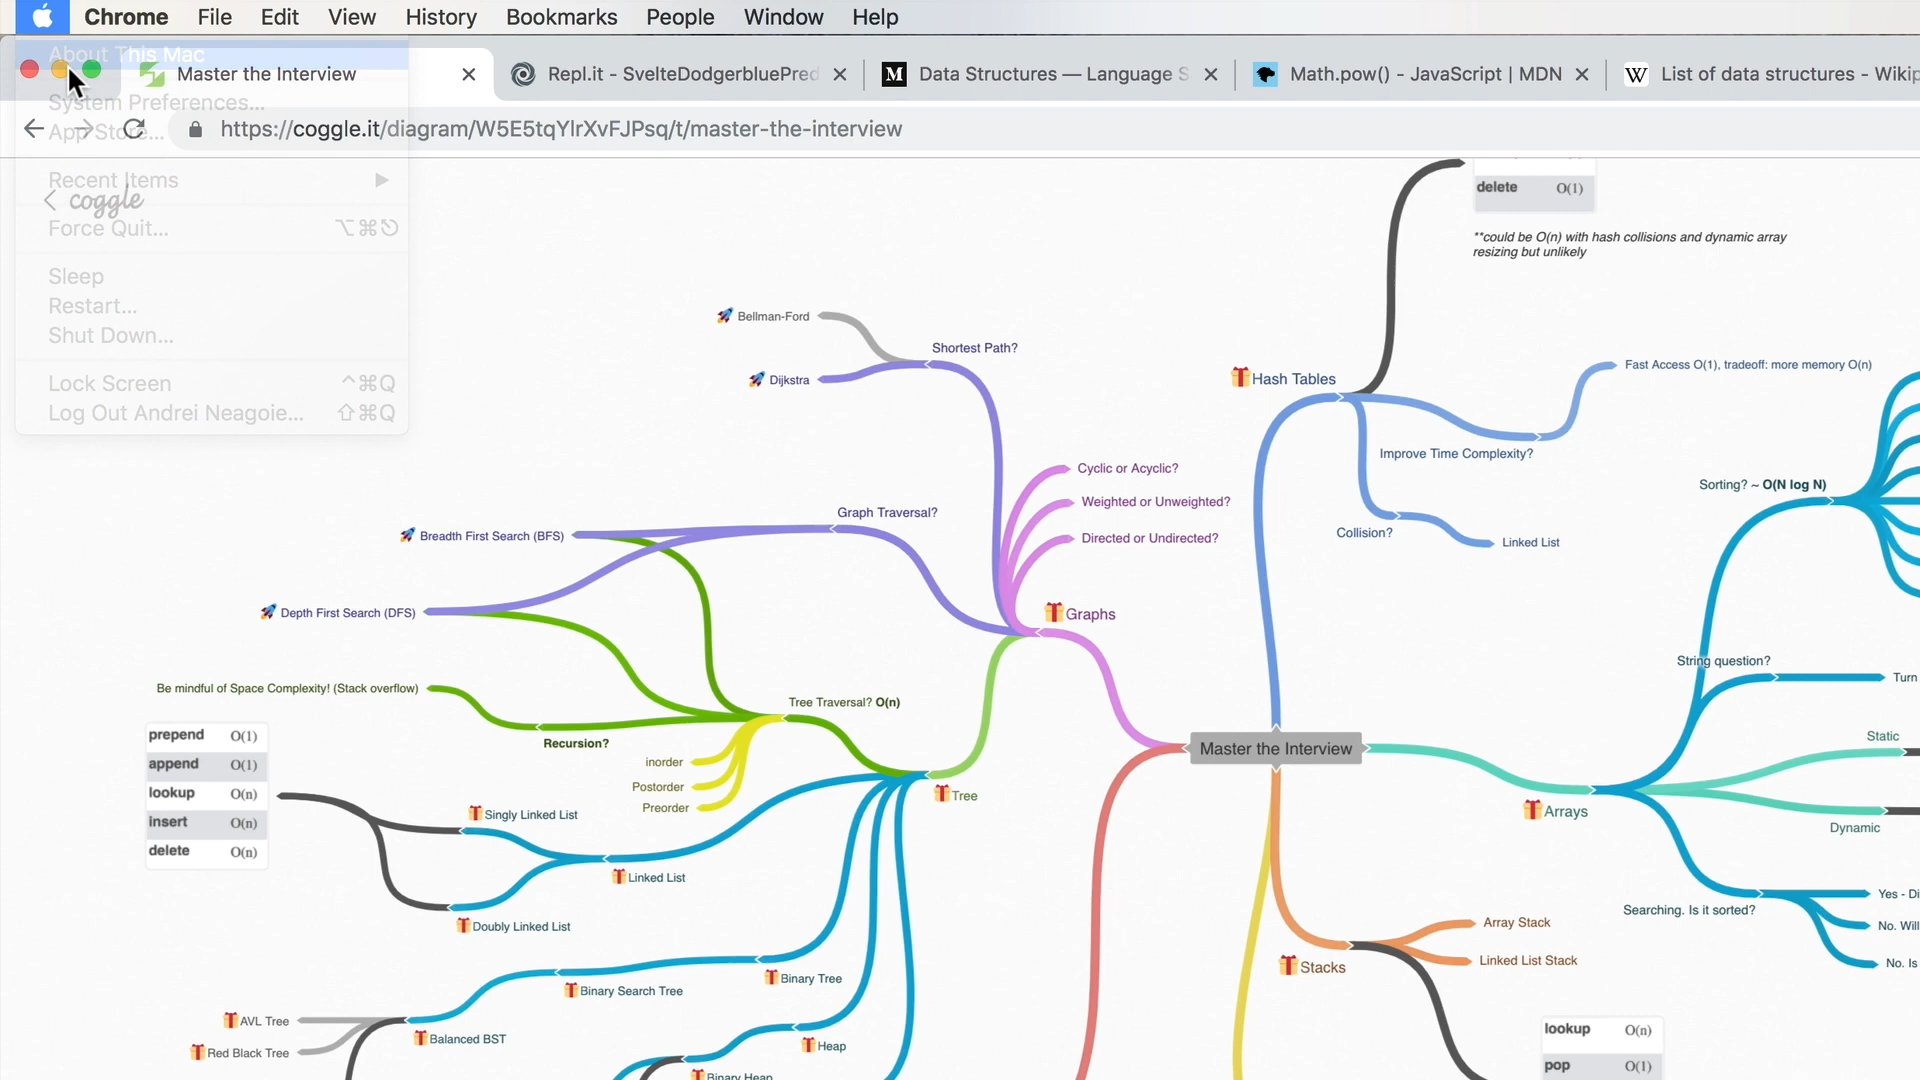 Chrome File Edit View History Bookmarks People Window Help
About This Mac
System Preferences...
App Store...
Recent Items
Force Quit... ⌥⌘⎋
Sleep
Restart...
Shut Down...
Lock Screen ^⌘Q
Log Out Andrei Neagoie... ⇧⌘Q
Master the Interview
Repl.it - SvelteDodgerbluePred
Data Structures — Language S
Math.pow() - JavaScript | MDN
List of data structures - Wikip
https://coggle.it/diagram/W5E5tqYlrXvFJPsq/t/master-the-interview
coggle
delete O(1)
**could be O(n) with hash collisions and dynamic array
resizing but unlikely
Bellman-Ford
Shortest Path?
Dijkstra
Hash Tables
Fast Access O(1), tradeoff: more memory O(n)
Improve Time Complexity?
Collision?
Linked List
Cyclic or Acyclic?
Weighted or Unweighted?
Directed or Undirected?
Sorting? ~ O(N log N)
Graph Traversal?
Breadth First Search (BFS)
Depth First Search (DFS)
Graphs
Be mindful of Space Complexity! (Stack overflow)
Tree Traversal? O(n)
Recursion?
inorder
Postorder
Preorder
Tree
String question?
Turn
Master the Interview
Static
Arrays
Dynamic
prepend O(1)
append O(1)
lookup O(n)
insert O(n)
delete O(n)
Singly Linked List
Linked List
Doubly Linked List
Searching. Is it sorted?
Yes - Di
No. Will
No. Is
Array Stack
Linked List Stack
Stacks
Binary Tree
Binary Search Tree
AVL Tree
Red Black Tree
Balanced BST
Heap
Binary Heap
lookup O(n)
pop O(1)